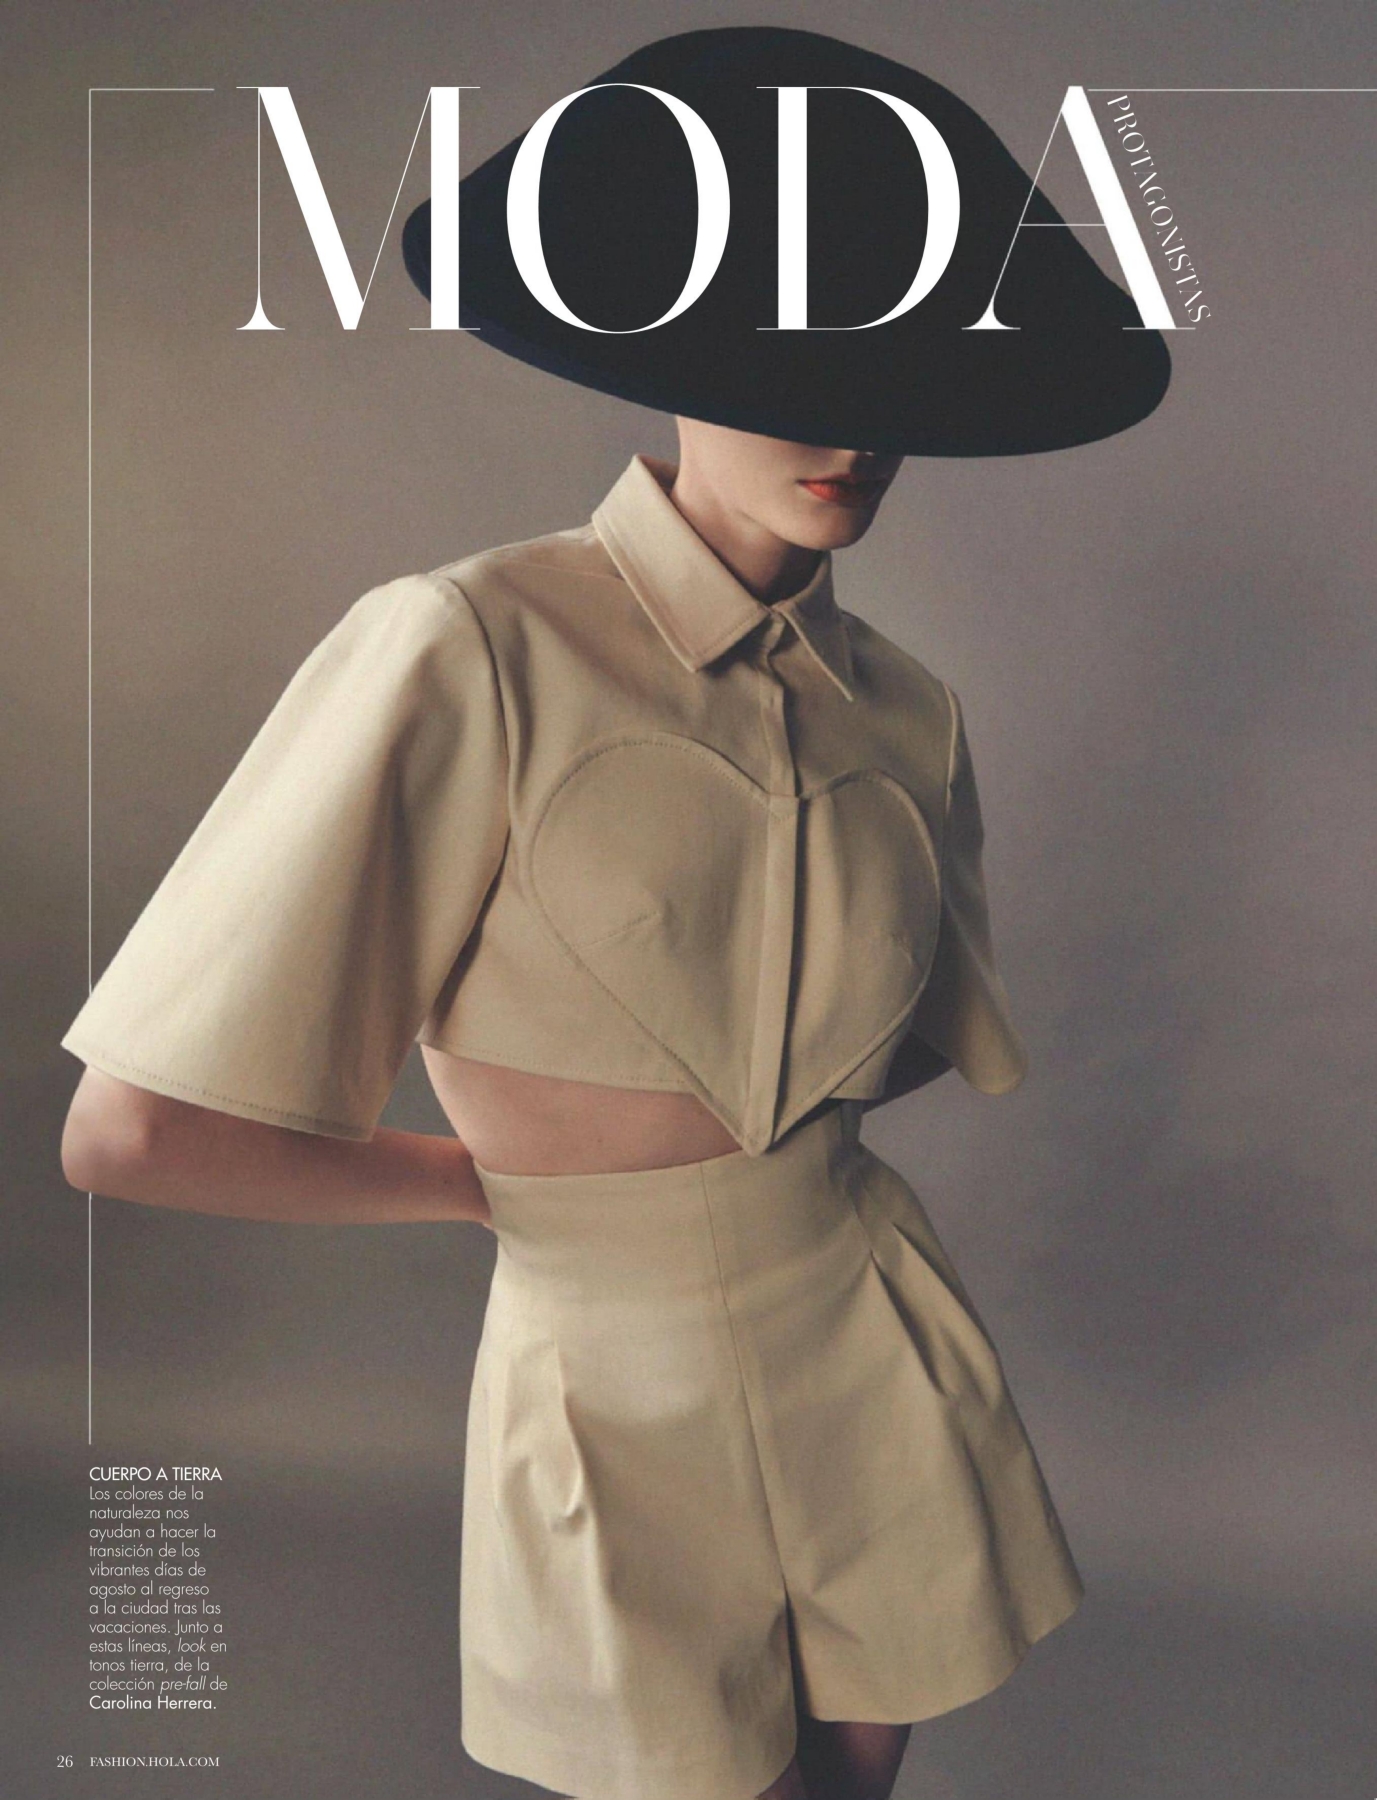 MODA
PROTAGONISTAS
CUERPO A TIERRA
Los colores de la
naturaleza nos
ayudan a hacer la
transición de los
vibrantes días de
agosto al regreso
a la ciudad tras las
vacaciones. Junto a
estas líneas, look en
tonos tierra, de la
colección pre-fall de
Carolina Herrera.
26 FASHION.HOLA.COM